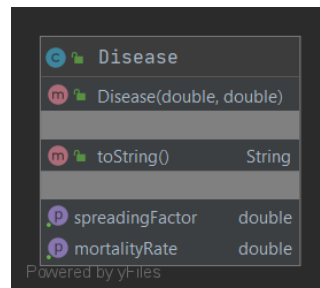 Disease
Disease(double, double)
toString() String
spreadingFactor double
mortalityRate double
Powered by yFiles